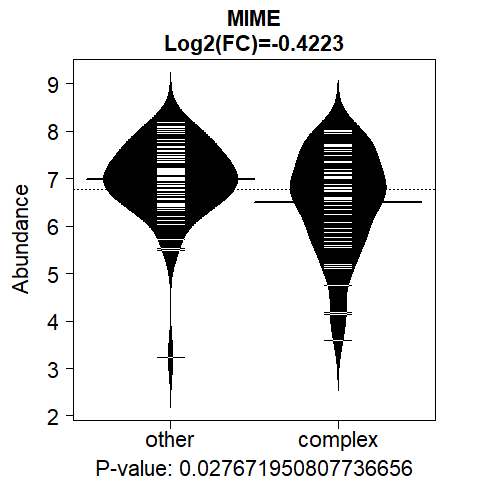 MIME
Log2(FC)=-0.4223
Abundance
9
8
7
6
5
4
3
2
other complex
P-value: 0.027671950807736656